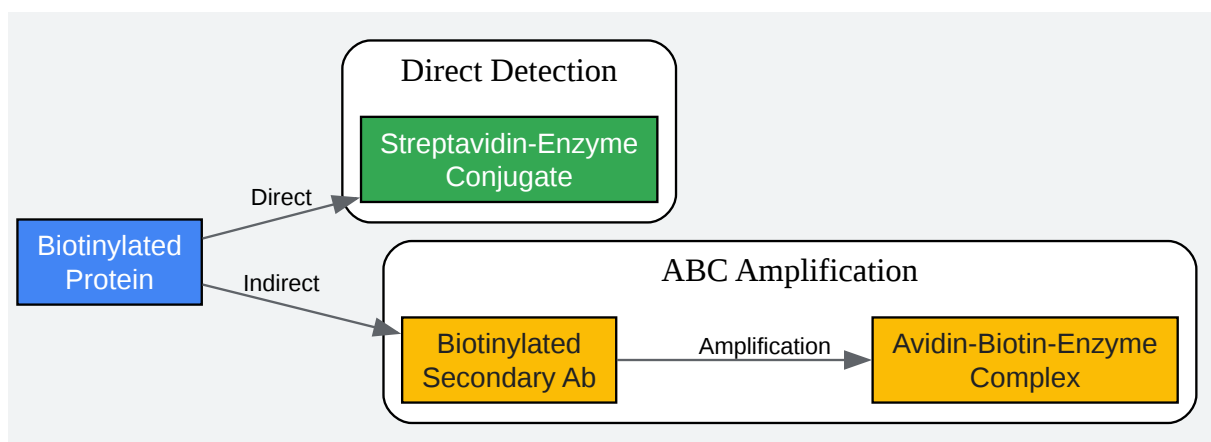 Direct Detection
Streptavidin-Enzyme
Conjugate
Direct
Biotinylated
Protein
Indirect
ABC Amplification
Biotinylated
Secondary Ab
Amplification
Avidin-Biotin-Enzyme
Complex